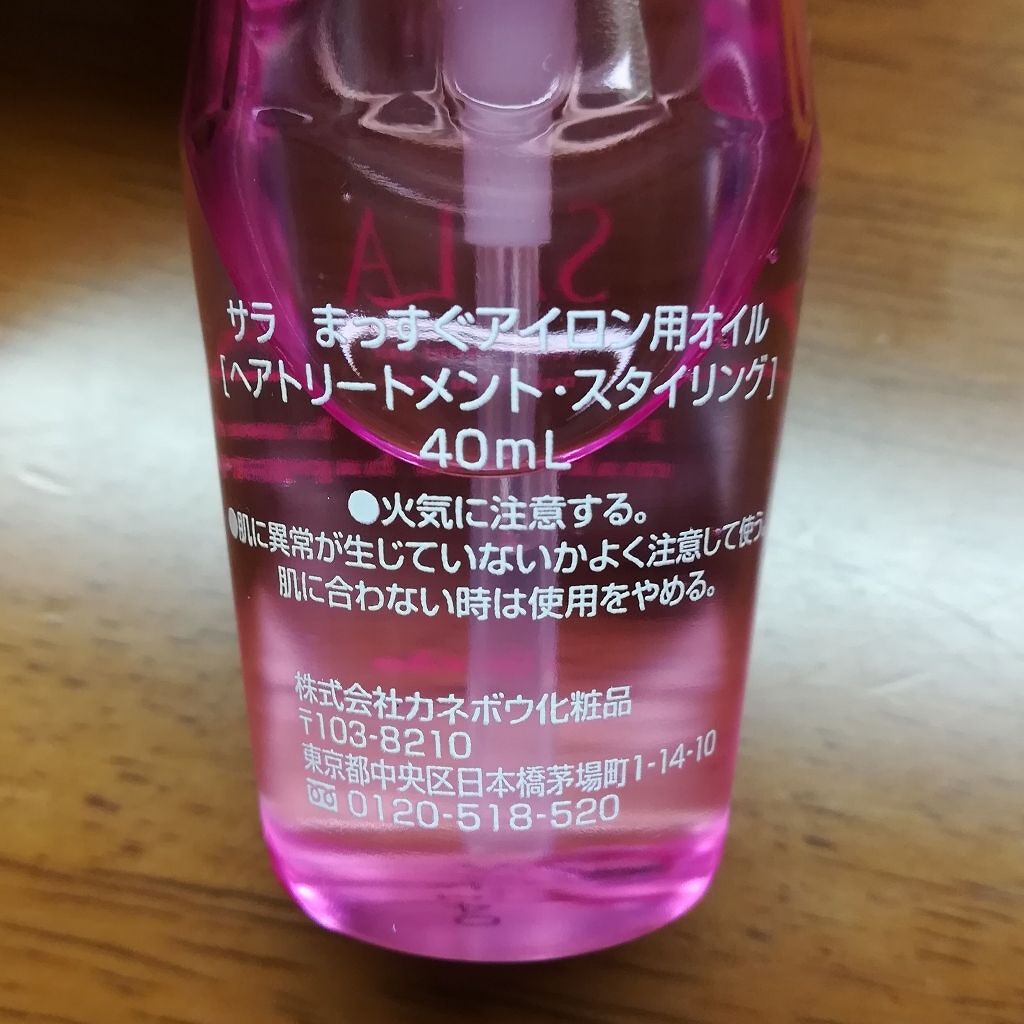 サラ まっすぐアイロン用オイル
[ヘアトリートメント・スタイリング]
40mL
●火気に注意する。
●肌に異常が生じていないかよく注意して使う。
肌に合わない時は使用をやめる。
株式会社カネボウ化粧品
〒103-8210
東京都中央区日本橋茅場町1-14-10
0120-518-520